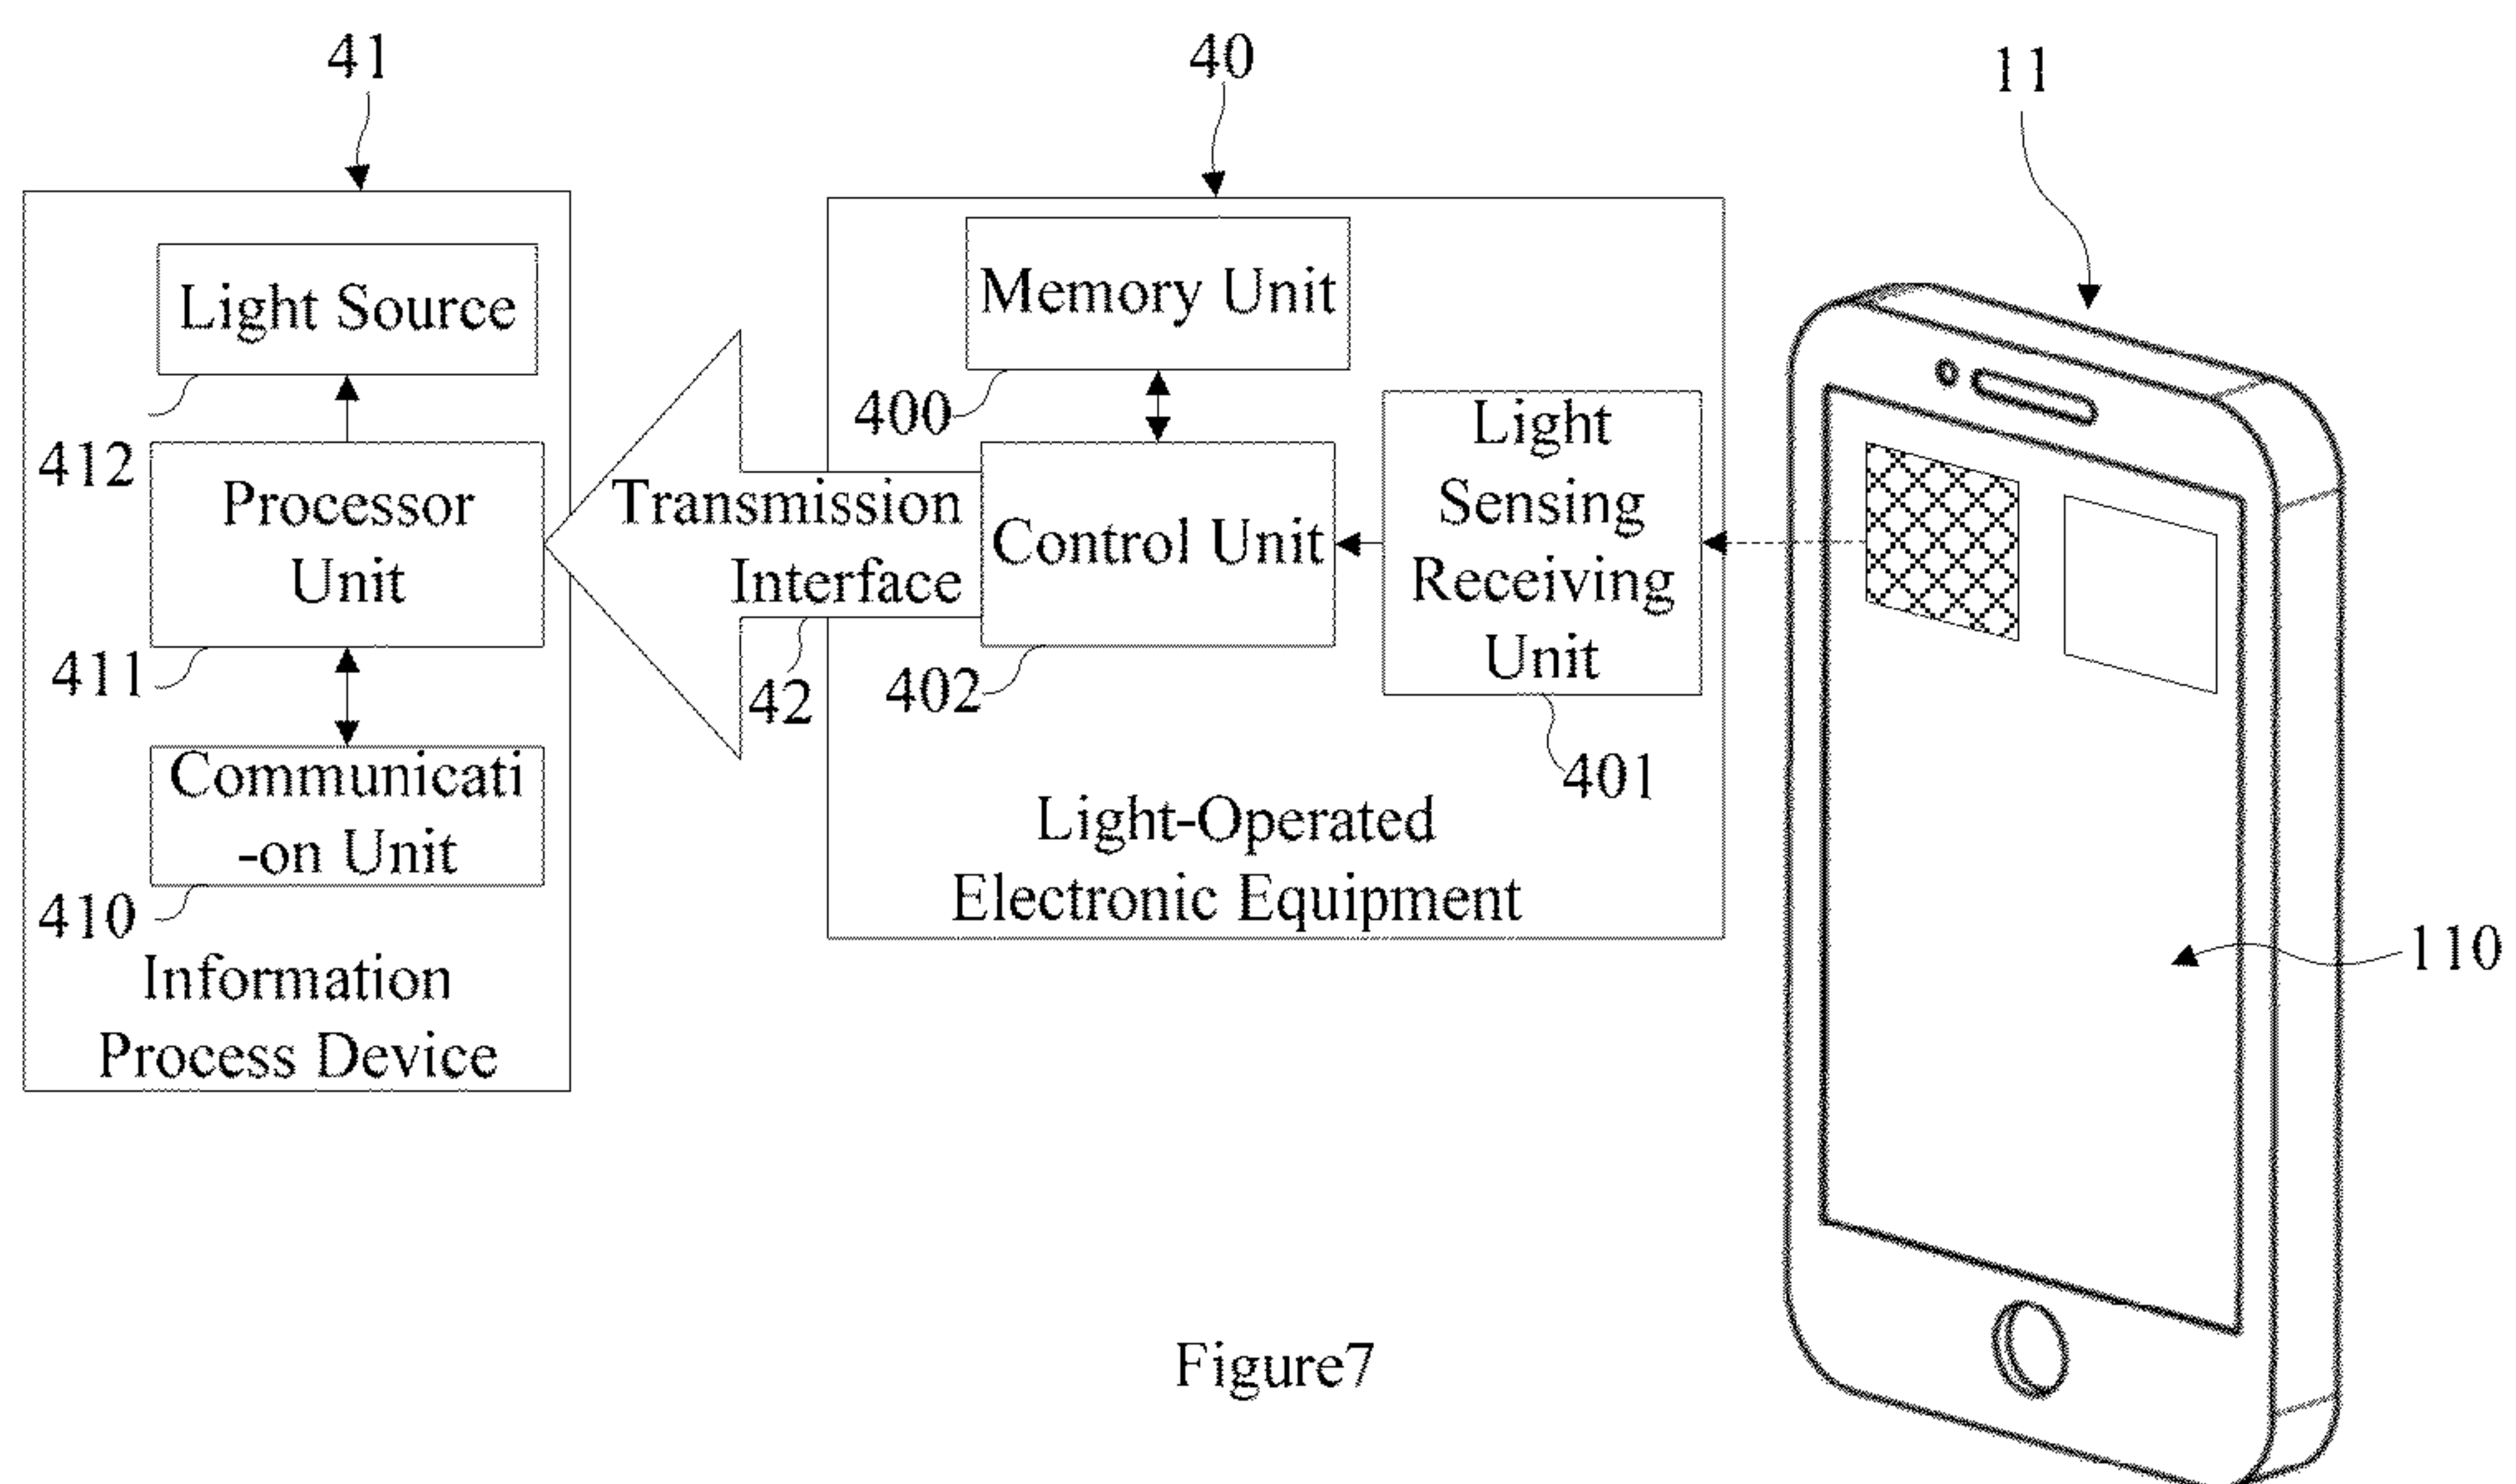 41
40
11
Light Source
412
Processor
Unit
411
Communicati
-on Unit
410
Information
Process Device
Transmission
Interface
42
Memory Unit
400
Control Unit
402
Light
Sensing
Receiving
Unit
401
Light-Operated
Electronic Equipment
110
Figure7